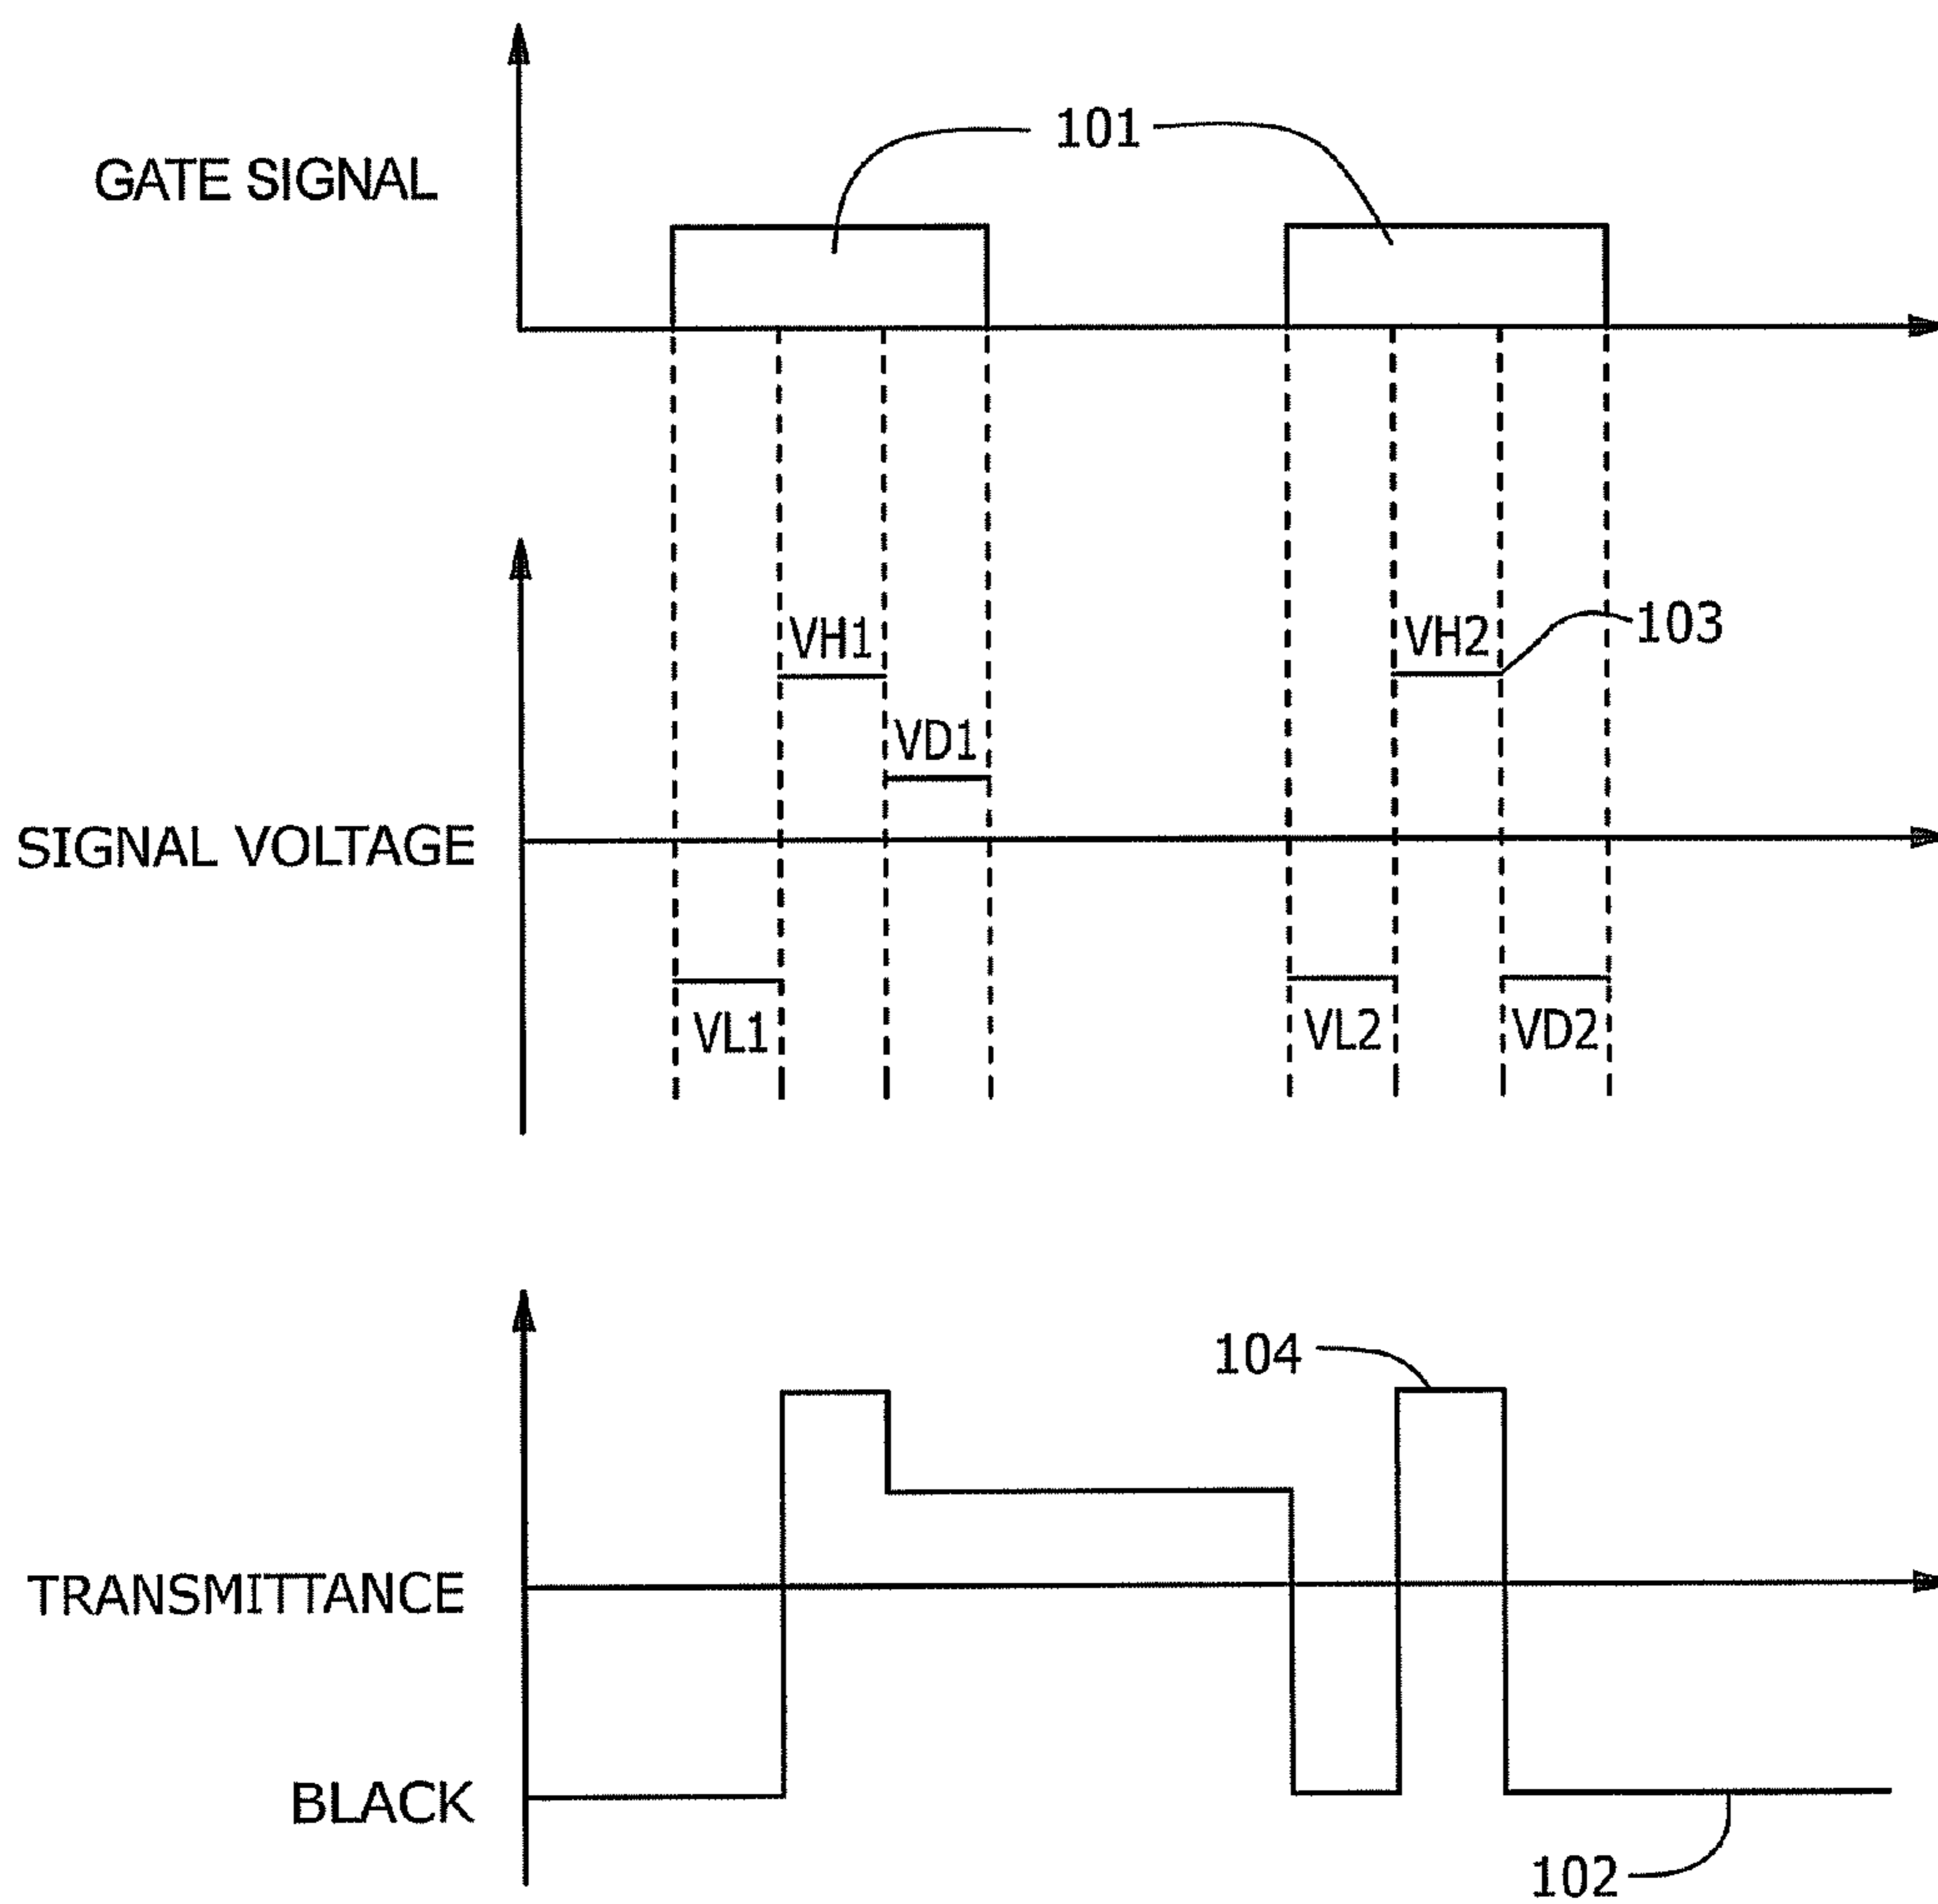 101
GATE SIGNAL
VH1
VH2
103
VD1
SIGNAL VOLTAGE
VL1
VL2
VD2
104
TRANSMITTANCE
BLACK
102